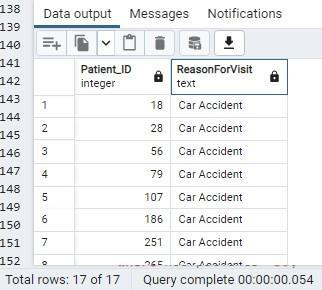 138
139
140
141
142
143
144
145
146
147
148
149
150
151
152
Data output Messages Notifications
Patient_ID ReasonForVisit
integer text
1 18 Car Accident
2 28 Car Accident
3 56 Car Accident
4 79 Car Accident
5 107 Car Accident
6 186 Car Accident
7 251 Car Accident
8 265 Car Accident
Total rows: 17 of 17 Query complete 00:00:00.054